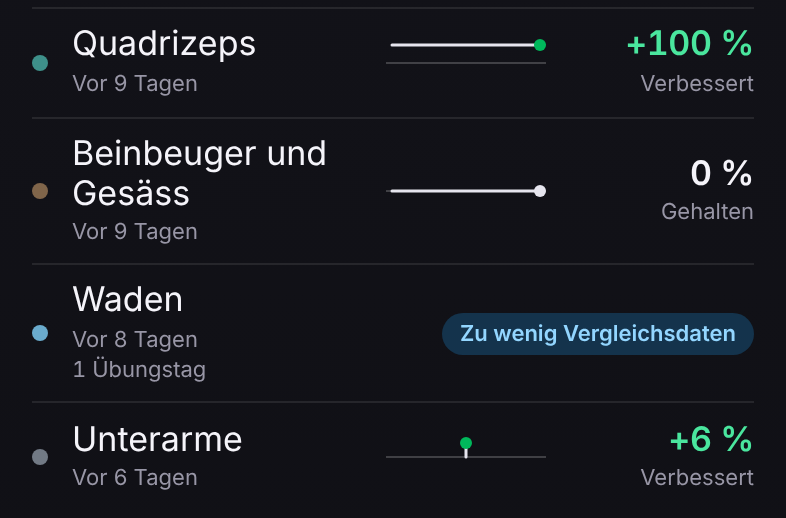 Quadrizeps
Vor 9 Tagen
+100 %
Verbessert
Beinbeuger und
Gesäss
Vor 9 Tagen
0 %
Gehalten
Waden
Vor 8 Tagen
1 Übungstag
Zu wenig Vergleichsdaten
Unterarme
Vor 6 Tagen
+6 %
Verbessert